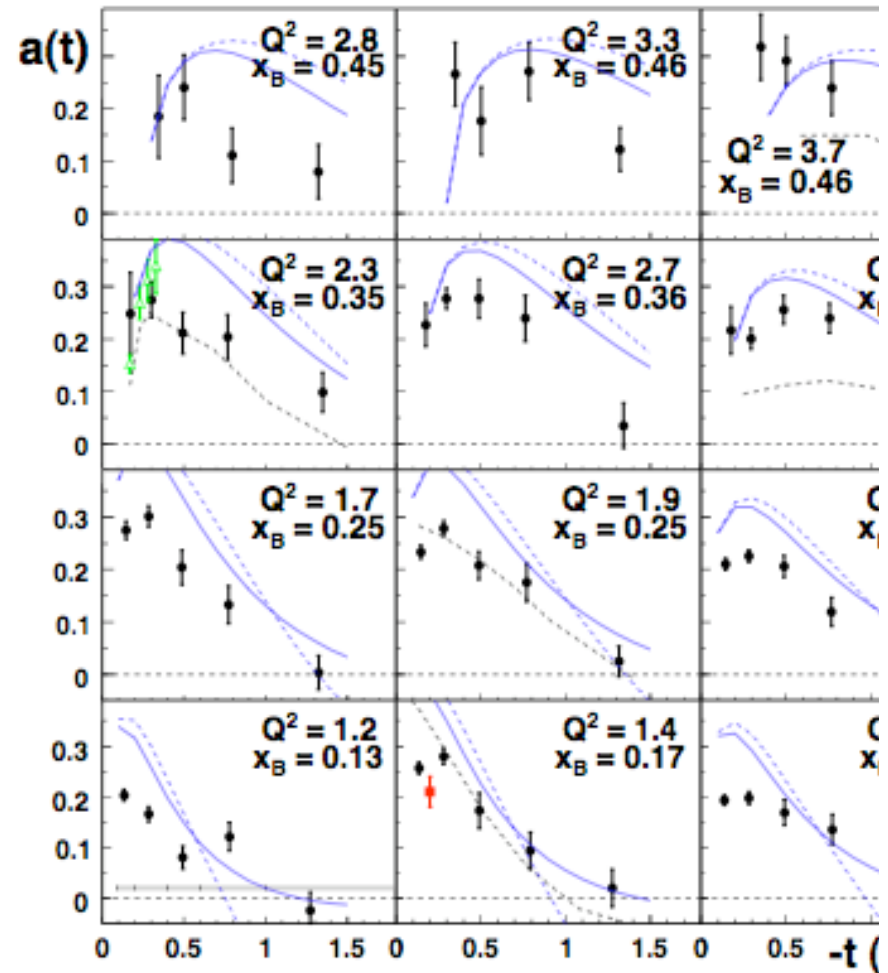 a(t)
Q² = 2.8
x_B = 0.45
Q² = 3.3
x_B = 0.46
Q² = 3.7
x_B = 0.46
0.2
0.1
0
Q² = 2.3
x_B = 0.35
Q² = 2.7
x_B = 0.36
0.3
0.2
0.1
0
Q² = 1.7
x_B = 0.25
Q² = 1.9
x_B = 0.25
0.3
0.2
0.1
0
Q² = 1.2
x_B = 0.13
Q² = 1.4
x_B = 0.17
0.3
0.2
0.1
0
0 0.5 1 1.5 0 0.5 1 1.5 0 0.5 -t (